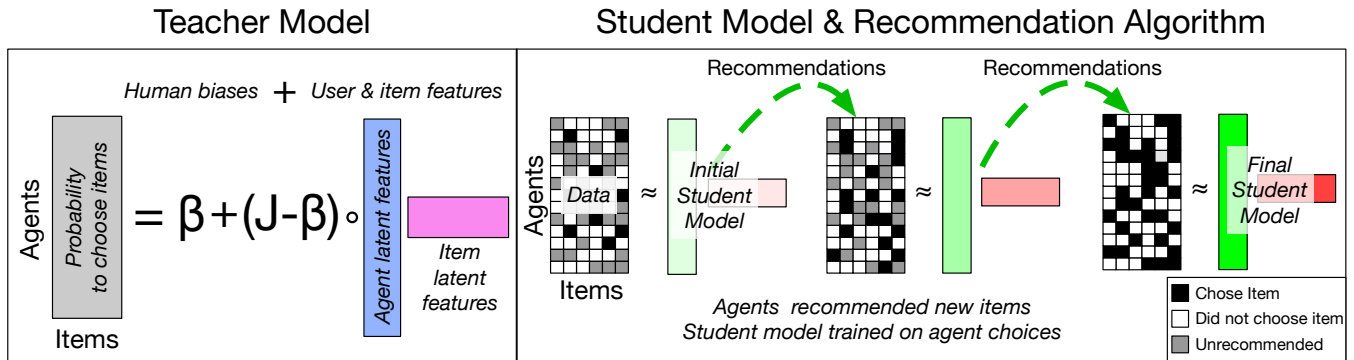 Teacher Model
Student Model & Recommendation Algorithm
Human biases + User & item features
Agents
Probability
to choose items
= β+(J-β)∘
Agent latent features
Item
latent
features
Items
Recommendations
Recommendations
Agents
Data
≈
Initial
Student
Model
≈
≈
Final
Student
Model
Items
Agents recommended new items
Student model trained on agent choices
Chose Item
Did not choose item
Unrecommended